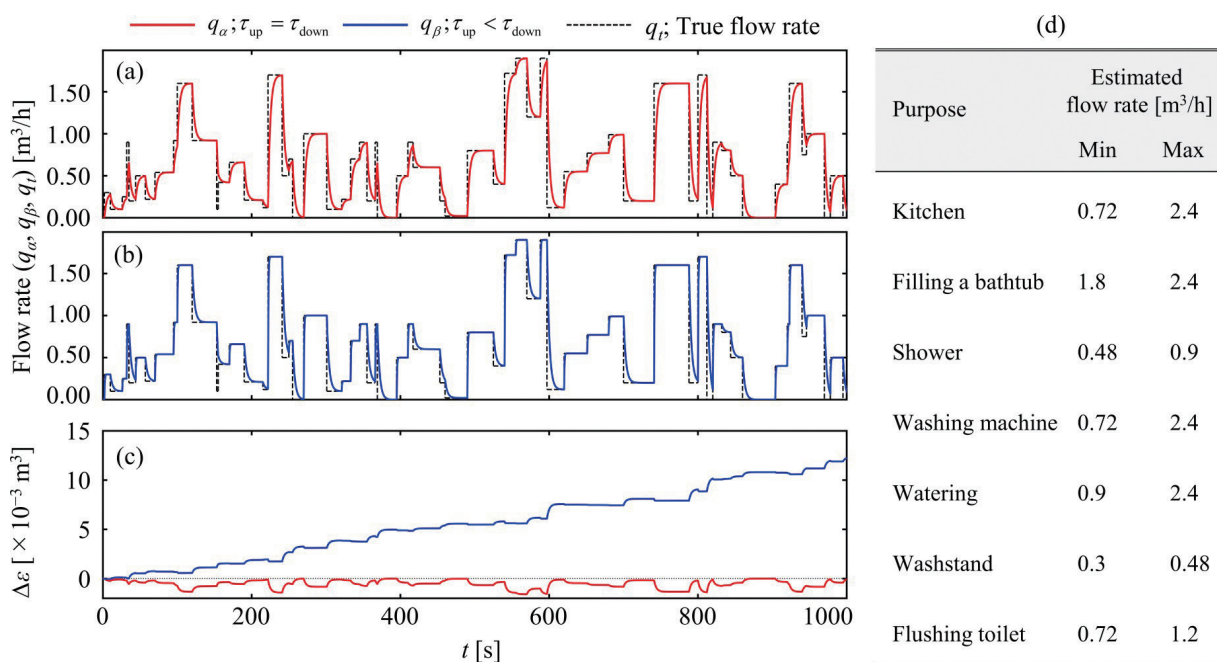 q_α ; τ_up = τ_down   q_β ; τ_up < τ_down   q_t ; True flow rate
(a)
1.50
1.00
0.50
0.00
(b)
1.50
1.00
0.50
0.00
Flow rate (q_α, q_β, q_t) [m³/h]
(c)
15
10
5
0
Δε [× 10⁻³ m³]
0 200 400 600 800 1000
t [s]
(d)
Purpose
Estimated
flow rate [m³/h]
Min Max
Kitchen 0.72 2.4
Filling a bathtub 1.8 2.4
Shower 0.48 0.9
Washing machine 0.72 2.4
Watering 0.9 2.4
Washstand 0.3 0.48
Flushing toilet 0.72 1.2